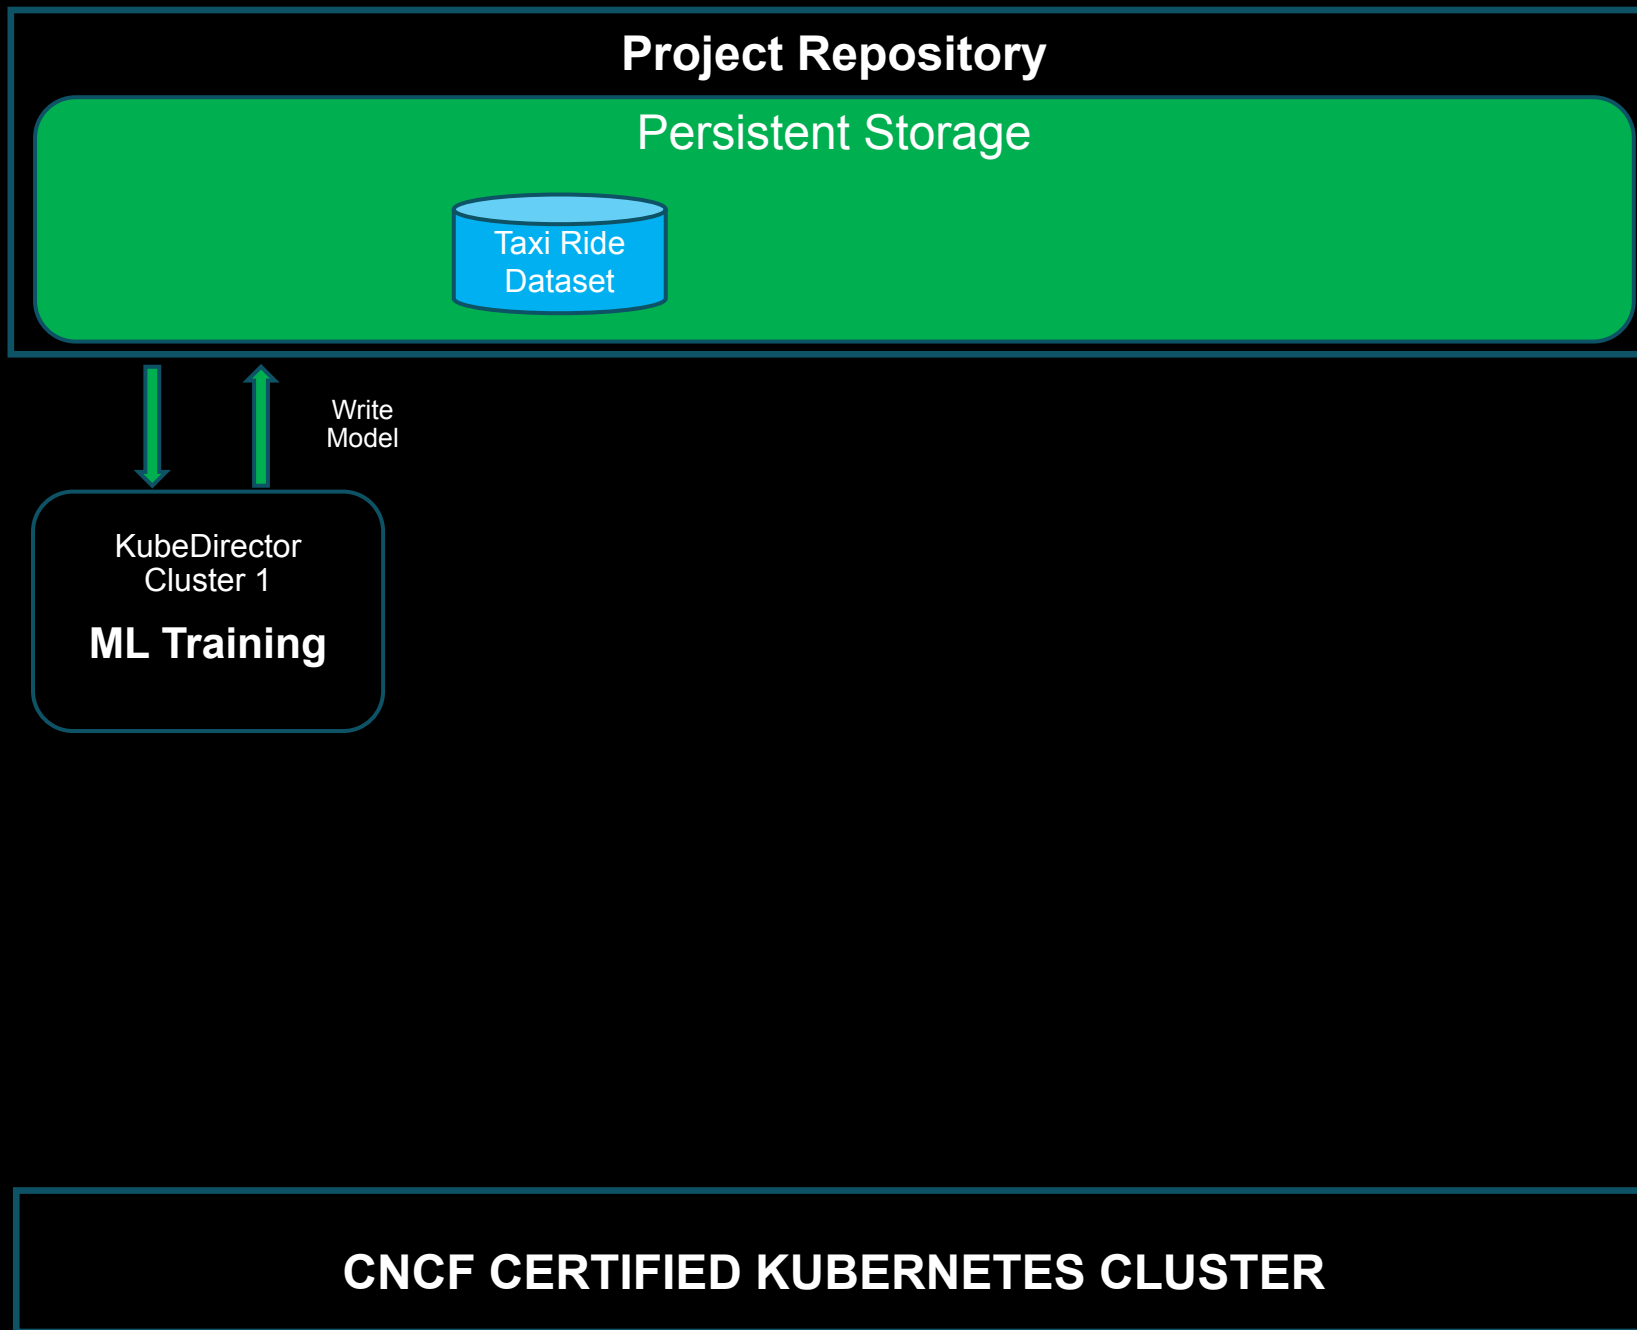 Project Repository
Persistent Storage
Taxi Ride
Dataset
Write
Model
KubeDirector
Cluster 1
ML Training
CNCF CERTIFIED KUBERNETES CLUSTER